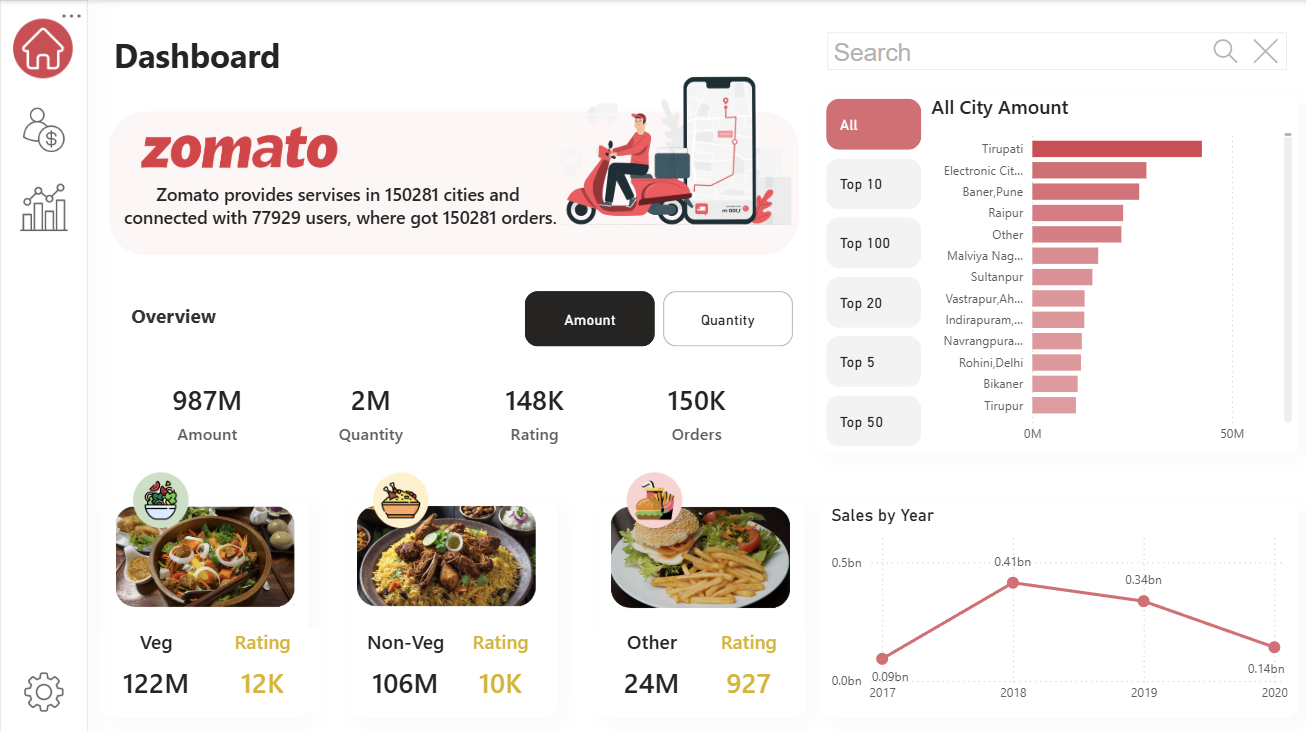 Dashboard
zomato
Zomato provides servises in 150281 cities and
connected with 77929 users, where got 150281 orders.
Overview
Amount
Quantity
987M
Amount
2M
Quantity
148K
Rating
150K
Orders
Veg
Rating
122M
12K
Non-Veg
Rating
106M
10K
Other
Rating
24M
927
Search
All
Top 10
Top 100
Top 20
Top 5
Top 50
All City Amount
Tirupati
Electronic Cit...
Baner,Pune
Raipur
Other
Malviya Nag...
Sultanpur
Vastrapur,Ah...
Indirapuram,...
Navrangpura...
Rohini,Delhi
Bikaner
Tirupur
0M
50M
Sales by Year
0.5bn
0.0bn
0.09bn
0.41bn
0.34bn
0.14bn
2017
2018
2019
2020